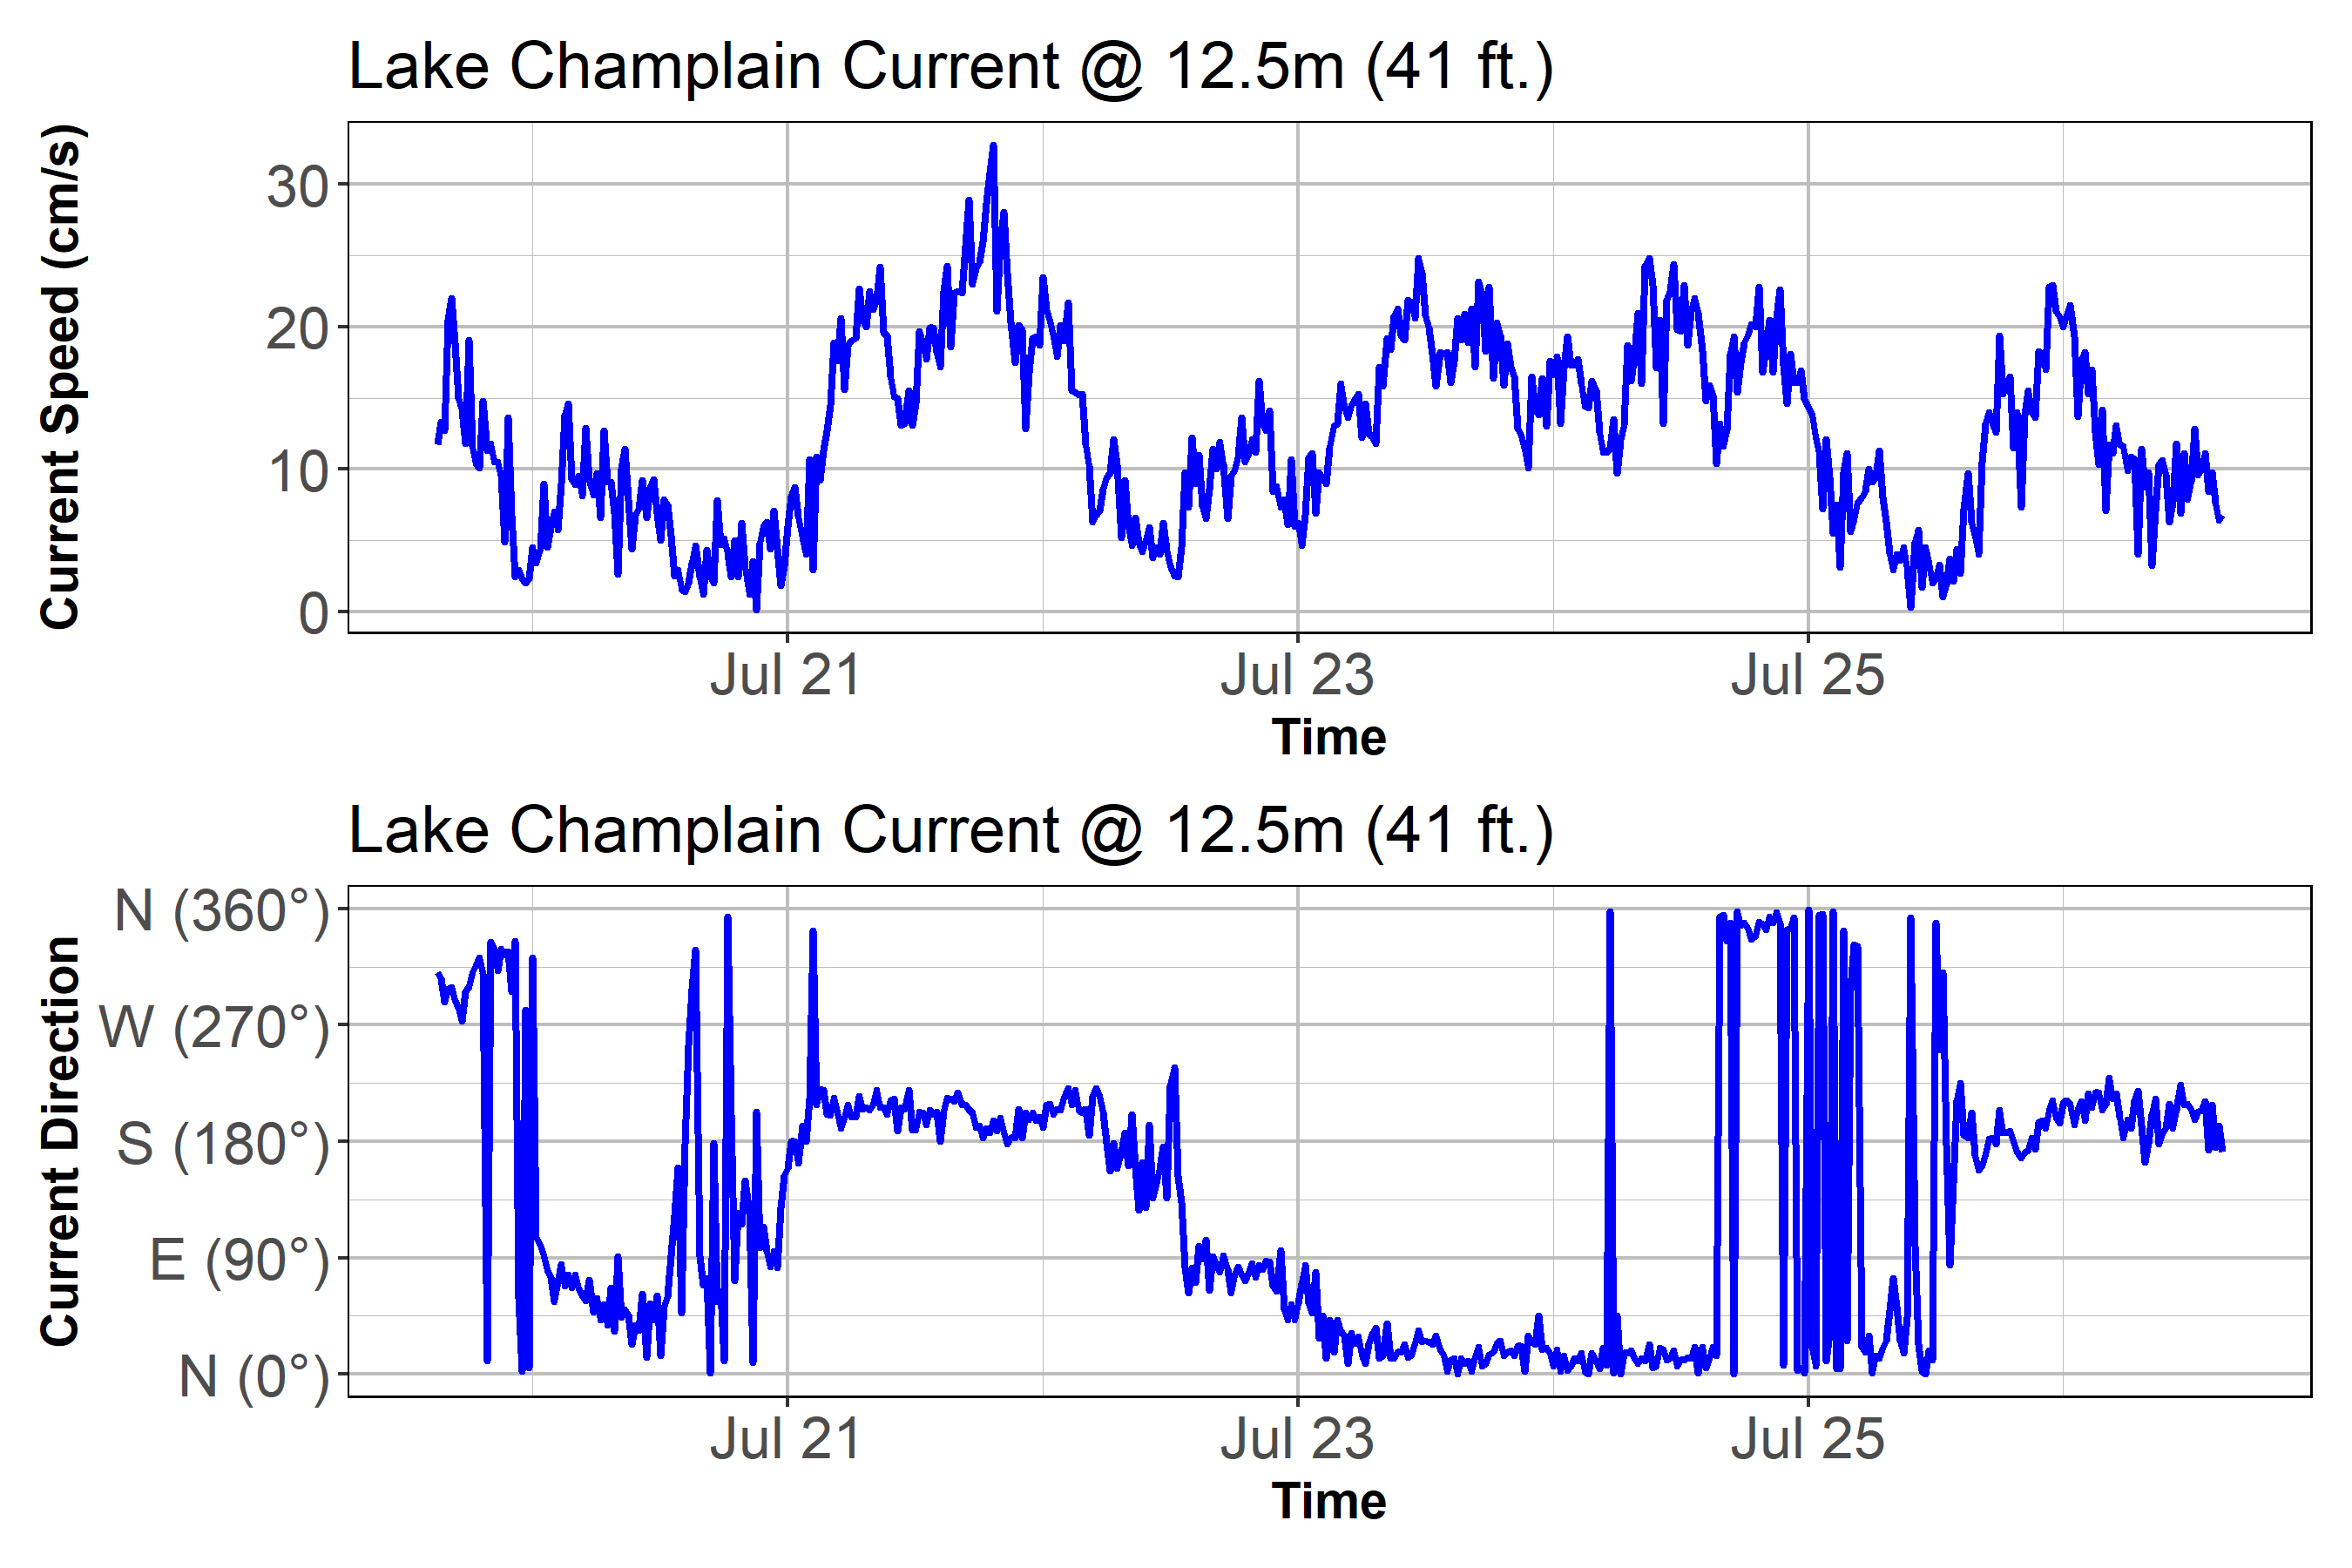 Lake Champlain Current @ 12.5m (41 ft.)
Current Speed (cm/s)
30
20
10
0
Jul 21 Jul 23 Jul 25
Time
Lake Champlain Current @ 12.5m (41 ft.)
Current Direction
N (360°)
W (270°)
S (180°)
E (90°)
N (0°)
Jul 21 Jul 23 Jul 25
Time